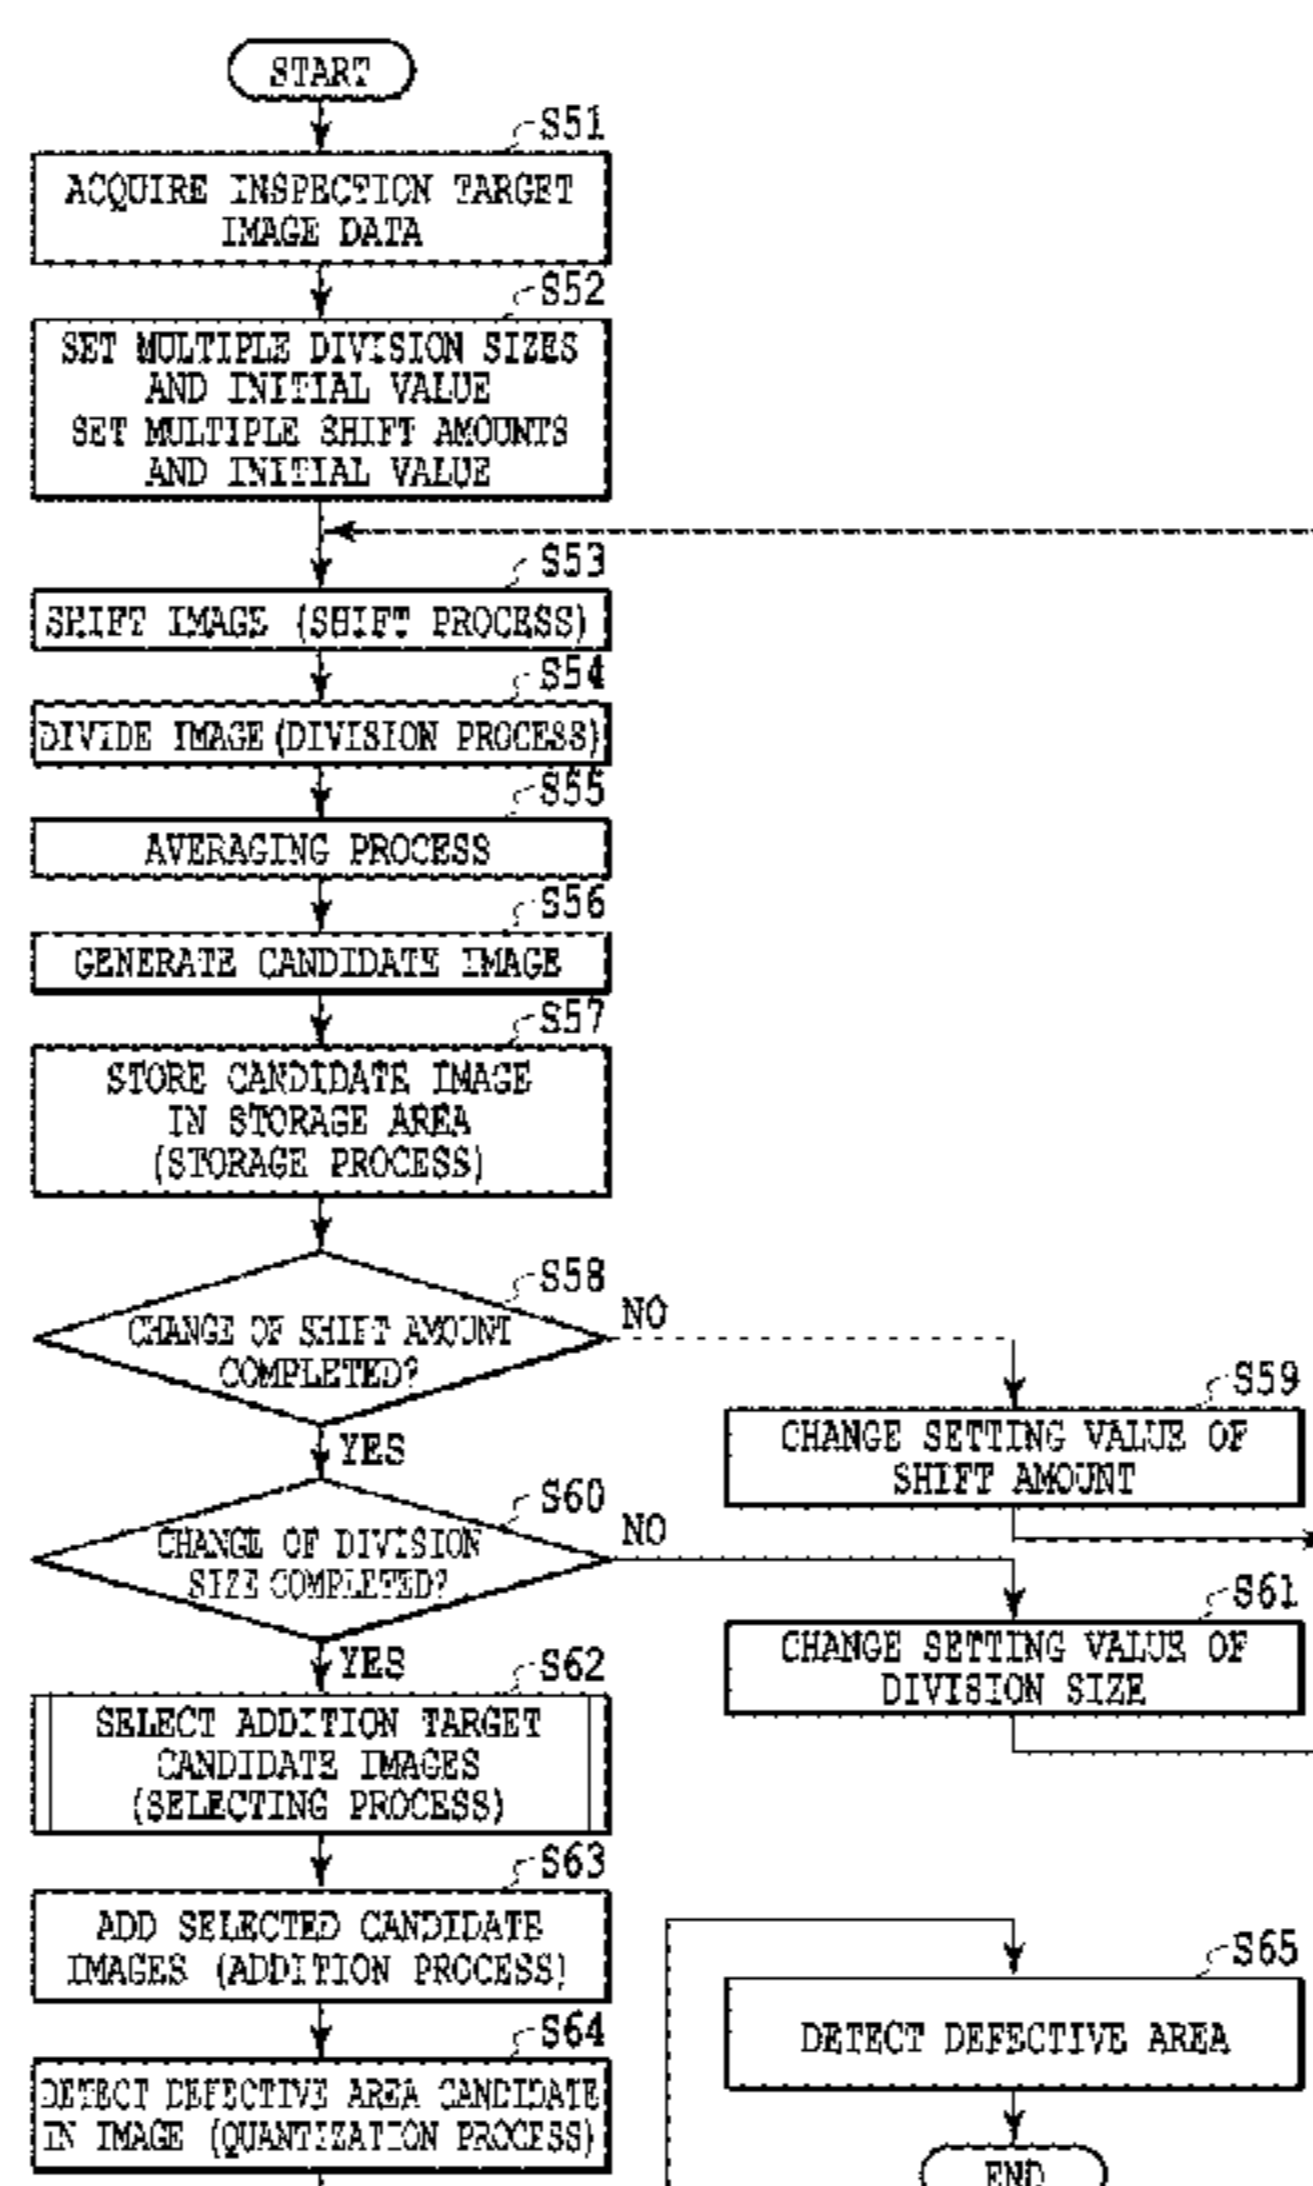 START
S51
ACQUIRE INSPECTION TARGET
IMAGE DATA
S52
SET MULTIPLE DIVISION SIZES
AND INITIAL VALUE
SET MULTIPLE SHIFT AMOUNTS
AND INITIAL VALUE
S53
SHIFT IMAGE (SHIFT PROCESS)
S54
DIVIDE IMAGE (DIVISION PROCESS)
S55
AVERAGING PROCESS
S56
GENERATE CANDIDATE IMAGE
S57
STORE CANDIDATE IMAGE
IN STORAGE AREA
(STORAGE PROCESS)
S58
CHANGE OF SHIFT AMOUNT
COMPLETED?
NO
YES
S59
CHANGE SETTING VALUE OF
SHIFT AMOUNT
S60
CHANGE OF DIVISION
SIZE COMPLETED?
NO
YES
S61
CHANGE SETTING VALUE OF
DIVISION SIZE
S62
SELECT ADDITION TARGET
CANDIDATE IMAGES
(SELECTING PROCESS)
S63
ADD SELECTED CANDIDATE
IMAGES (ADDITION PROCESS)
S64
DETECT DEFECTIVE AREA CANDIDATE
IN IMAGE (QUANTIZATION PROCESS)
S65
DETECT DEFECTIVE AREA
END